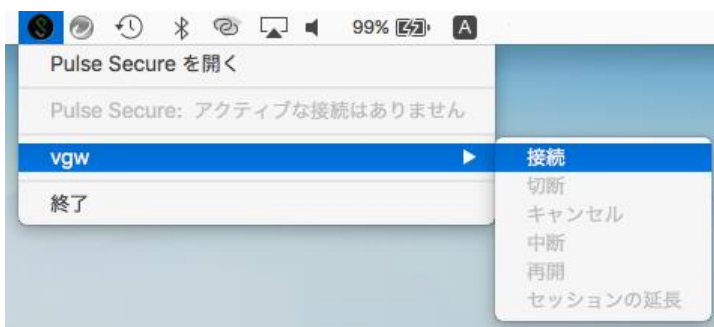 99% A
Pulse Secure を開く
Pulse Secure: アクティブな接続はありません
vgw
終了
接続
切断
キャンセル
中断
再開
セッションの延長